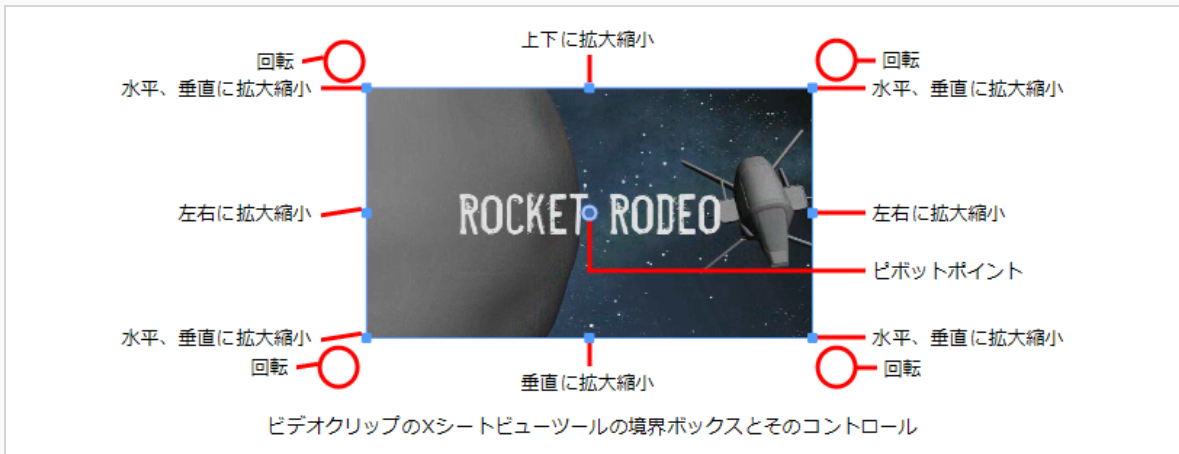 上下に拡大縮小
回転
回転
水平、垂直に拡大縮小
水平、垂直に拡大縮小
左右に拡大縮小
ROCKET RODEO
左右に拡大縮小
ピボットポイント
水平、垂直に拡大縮小
水平、垂直に拡大縮小
回転
回転
垂直に拡大縮小
ビデオクリップのXシートビューツールの境界ボックスとそのコントロール